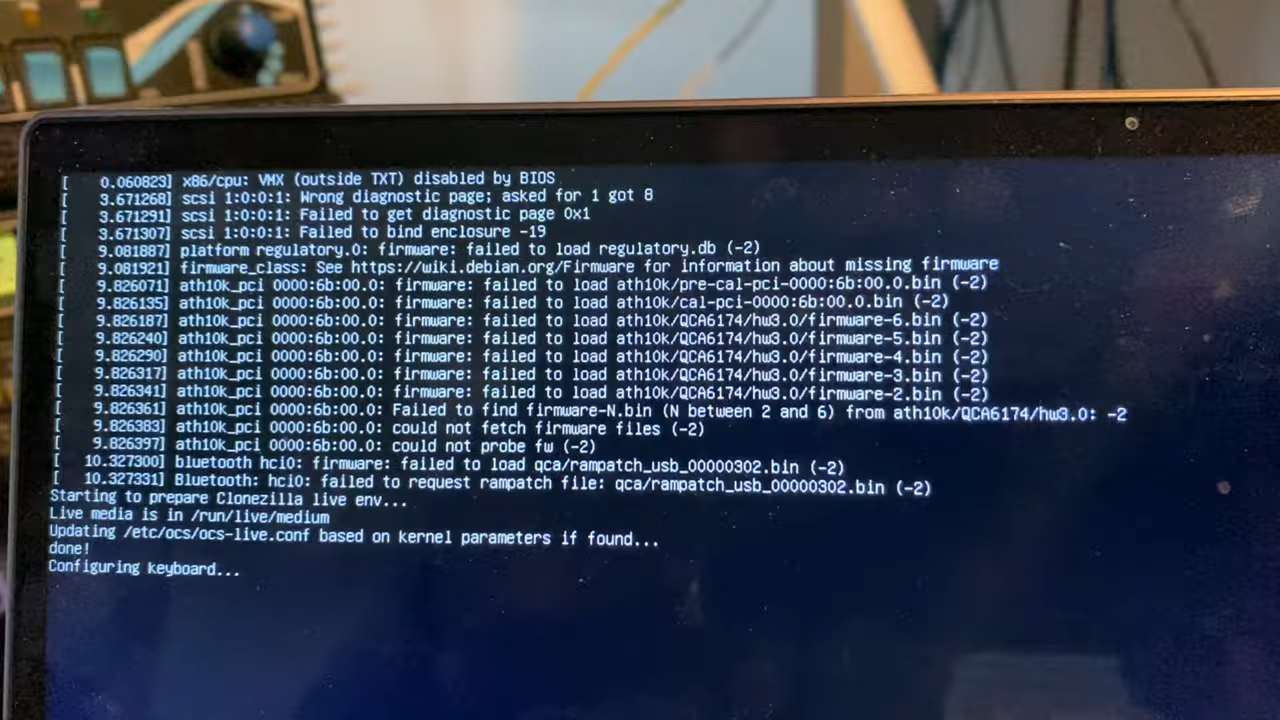 [    0.060823] x86/cpu: VMX (outside TXT) disabled by BIOS
[    3.671268] scsi 1:0:0:1: Wrong diagnostic page; asked for 1 got 8
[    3.671291] scsi 1:0:0:1: Failed to get diagnostic page 0x1
[    3.671307] scsi 1:0:0:1: Failed to bind enclosure -19
[    9.081887] platform regulatory.0: firmware: failed to load regulatory.db (-2)
[    9.081921] firmware_class: See https://wiki.debian.org/Firmware for information about missing firmware
[    9.826071] ath10k_pci 0000:6b:00.0: firmware: failed to load ath10k/pre-cal-pci-0000:6b:00.0.bin (-2)
[    9.826135] ath10k_pci 0000:6b:00.0: firmware: failed to load ath10k/cal-pci-0000:6b:00.0.bin (-2)
[    9.826187] ath10k_pci 0000:6b:00.0: firmware: failed to load ath10k/QCA6174/hw3.0/firmware-6.bin (-2)
[    9.826240] ath10k_pci 0000:6b:00.0: firmware: failed to load ath10k/QCA6174/hw3.0/firmware-5.bin (-2)
[    9.826290] ath10k_pci 0000:6b:00.0: firmware: failed to load ath10k/QCA6174/hw3.0/firmware-4.bin (-2)
[    9.826317] ath10k_pci 0000:6b:00.0: firmware: failed to load ath10k/QCA6174/hw3.0/firmware-3.bin (-2)
[    9.826341] ath10k_pci 0000:6b:00.0: firmware: failed to load ath10k/QCA6174/hw3.0/firmware-2.bin (-2)
[    9.826361] ath10k_pci 0000:6b:00.0: Failed to find firmware-N.bin (N between 2 and 6) from ath10k/QCA6174/hw3.0: -2
[    9.826383] ath10k_pci 0000:6b:00.0: could not fetch firmware files (-2)
[    9.826397] ath10k_pci 0000:6b:00.0: could not probe fw (-2)
[   10.327300] bluetooth hci0: firmware: failed to load qca/rampatch_usb_00000302.bin (-2)
[   10.327331] Bluetooth: hci0: failed to request rampatch file: qca/rampatch_usb_00000302.bin (-2)
Starting to prepare Clonezilla live env...
Live media is in /run/live/medium
Updating /etc/ocs/ocs-live.conf based on kernel parameters if found...
done!
Configuring keyboard...